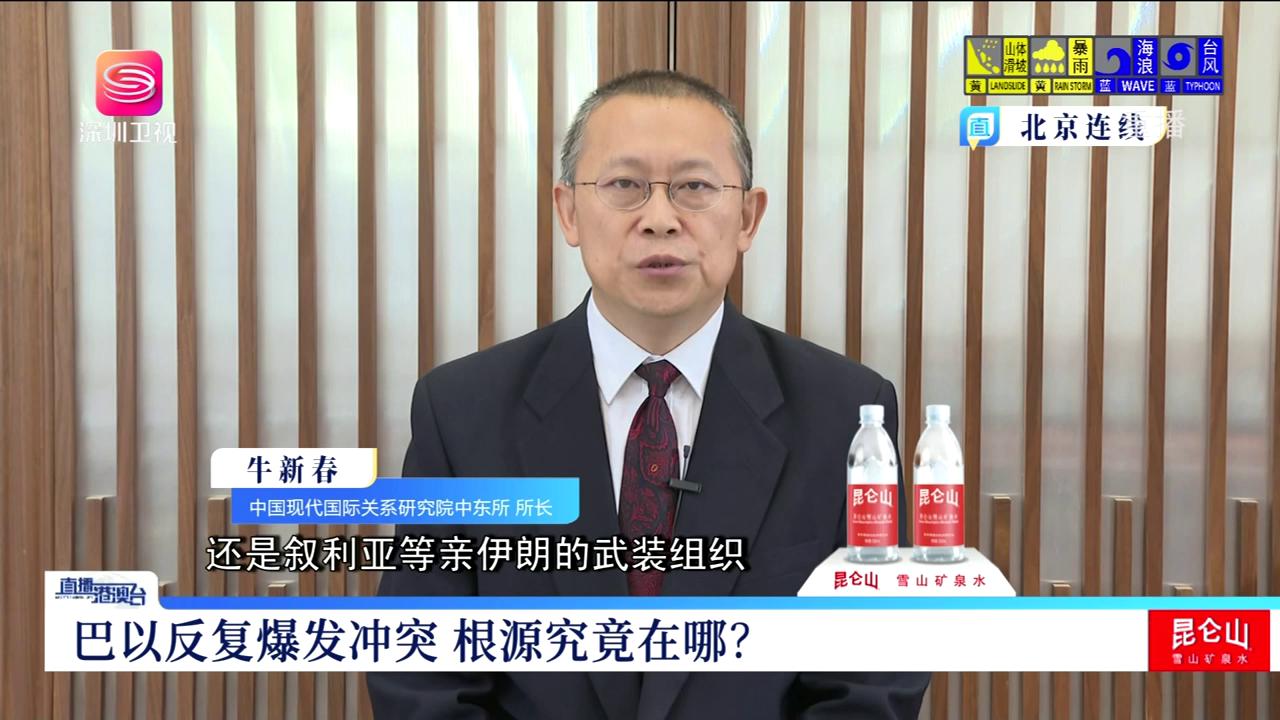 深圳卫视
山体滑坡
黄 LANDSLIDE
暴雨
黄 RAIN STORM
海浪
蓝 WAVE
台风
蓝 TYPHOON
直 北京连线
播
牛新春
中国现代国际关系研究院中东所 所长
还是叙利亚等亲伊朗的武装组织
昆仑山
昆仑山
昆仑山 雪山矿泉水
直播港澳台
巴以反复爆发冲突 根源究竟在哪?
昆仑山
雪山矿泉水